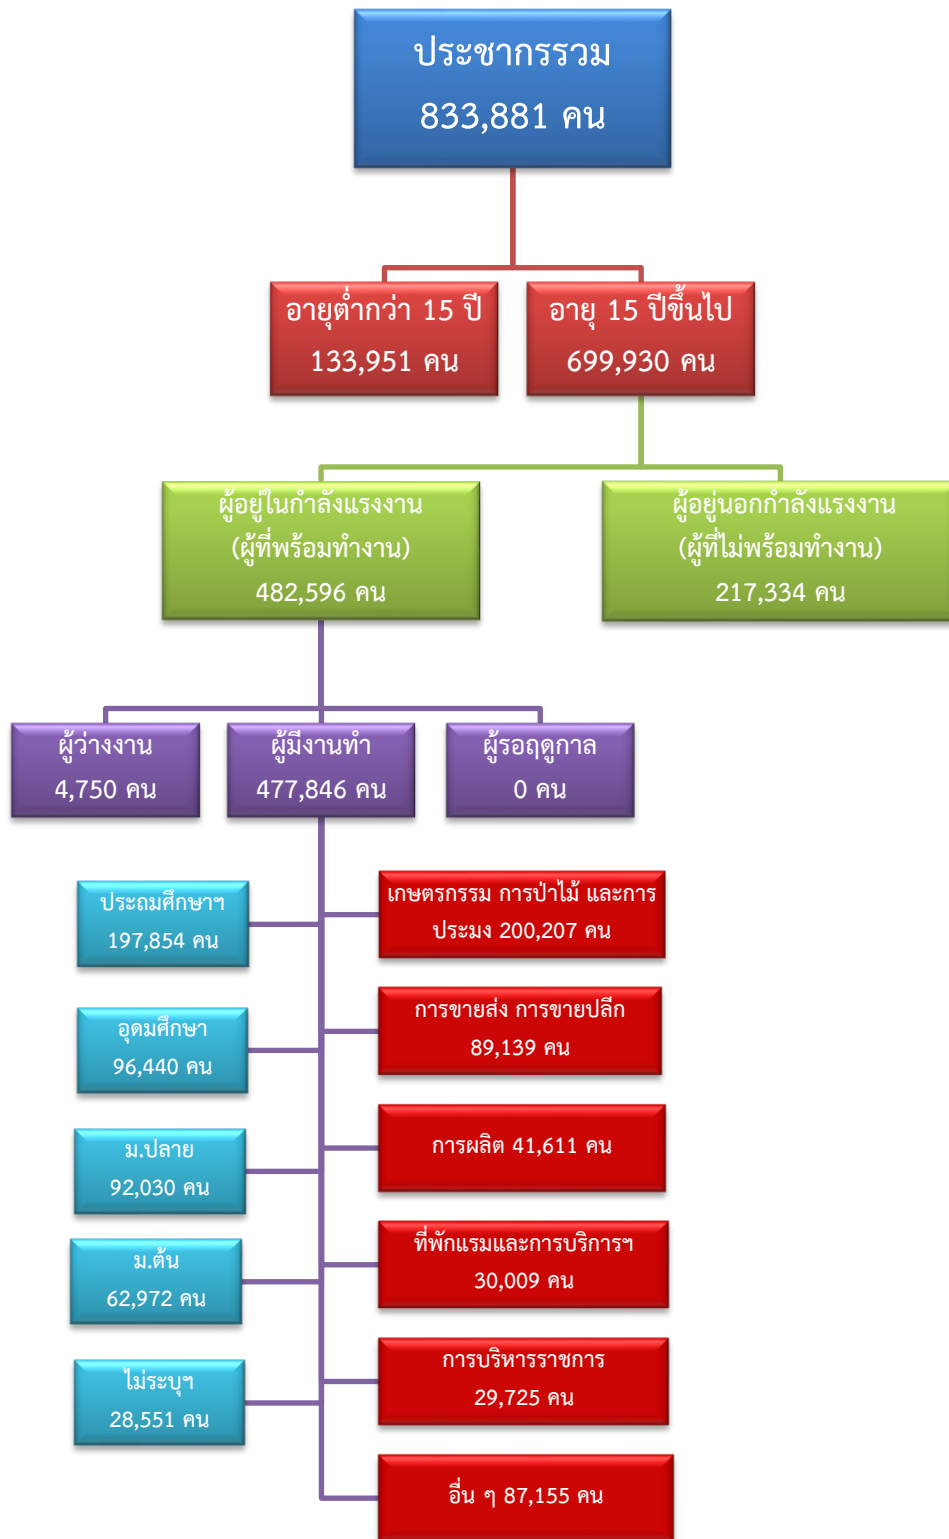 ประชากรรวม
833,881 คน
อายุต่ำกว่า 15 ปี
133,951 คน
อายุ 15 ปีขึ้นไป
699,930 คน
ผู้อยู่ในกำลังแรงงาน
(ผู้ที่พร้อมทำงาน)
482,596 คน
ผู้อยู่นอกกำลังแรงงาน
(ผู้ที่ไม่พร้อมทำงาน)
217,334 คน
ผู้ว่างงาน
4,750 คน
ผู้มีงานทำ
477,846 คน
ผู้รอฤดูกาล
0 คน
ประถมศึกษาฯ
197,854 คน
อุดมศึกษา
96,440 คน
ม.ปลาย
92,030 คน
ม.ต้น
62,972 คน
ไม่ระบุฯ
28,551 คน
เกษตรกรรม การป่าไม้ และการ
ประมง 200,207 คน
การขายส่ง การขายปลีก
89,139 คน
การผลิต 41,611 คน
ที่พักแรมและการบริการฯ
30,009 คน
การบริหารราชการ
29,725 คน
อื่น ๆ 87,155 คน